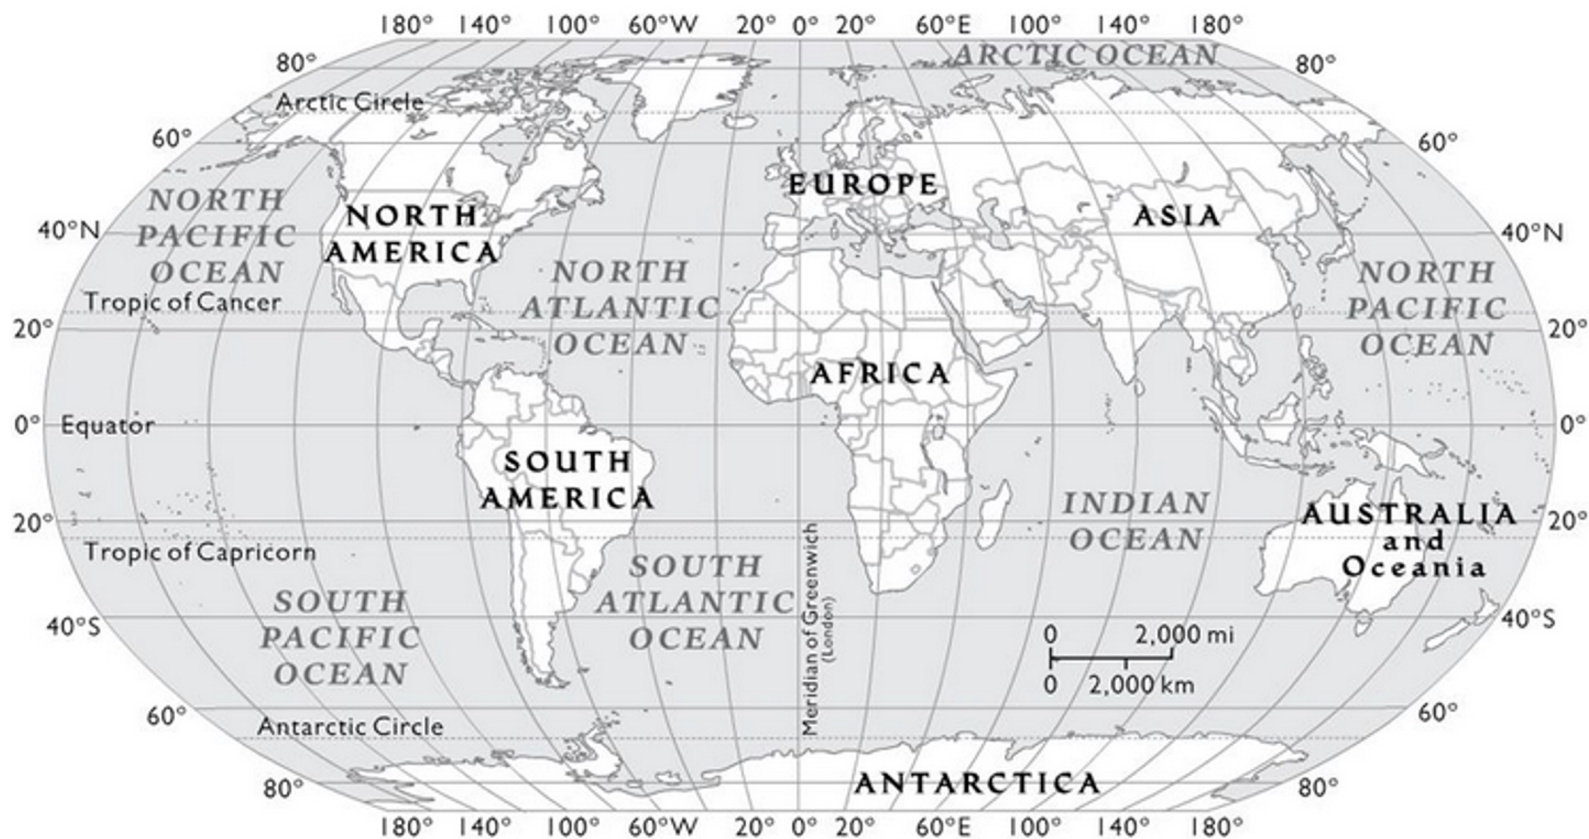 180° 140° 100° 60°W 20° 0° 20° 60°E 100° 140° 180°
ARCTIC OCEAN
80° 80°
Arctic Circle
60° 60°
EUROPE
NORTH
PACIFIC
OCEAN
NORTH
AMERICA
ASIA
40°N 40°N
NORTH
ATLANTIC
OCEAN
NORTH
PACIFIC
OCEAN
Tropic of Cancer
20° 20°
AFRICA
0° Equator 0°
SOUTH
AMERICA
INDIAN
OCEAN
AUSTRALIA
and
Oceania
20° 20°
Tropic of Capricorn
SOUTH
ATLANTIC
OCEAN
SOUTH
PACIFIC
OCEAN
Meridian of Greenwich
(London)
40°S 40°S
0 2,000 mi
0 2,000 km
60° 60°
Antarctic Circle
ANTARCTICA
80° 80°
180° 140° 100° 60°W 20° 0° 20° 60°E 100° 140° 180°